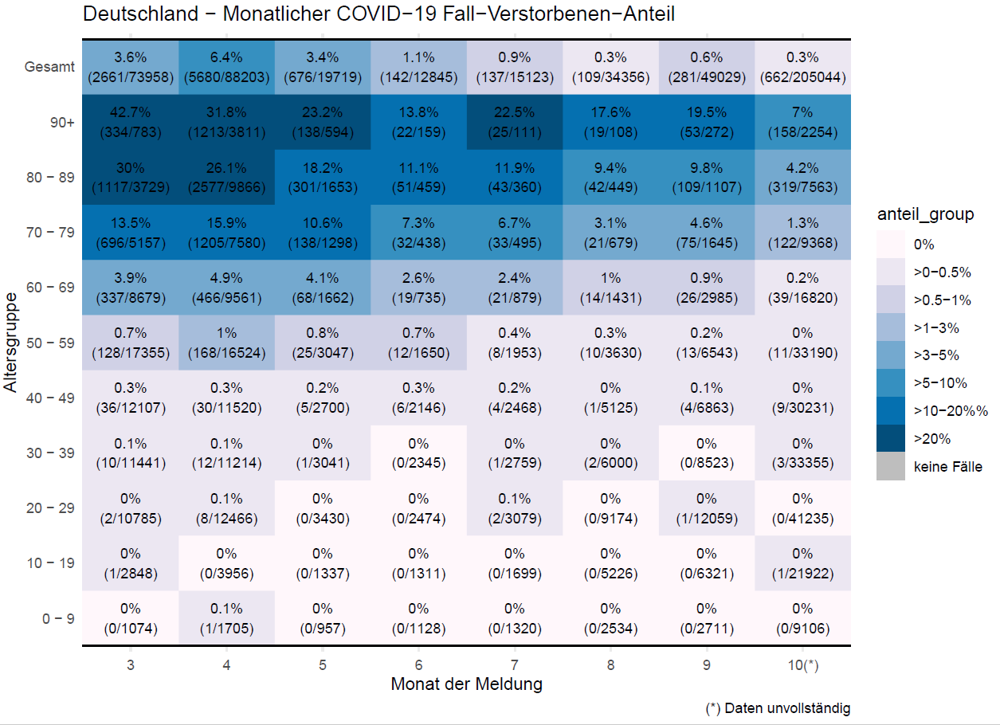 Deutschland − Monatlicher COVID−19 Fall−Verstorbenen−Anteil
Gesamt
3.6% 6.4% 3.4% 1.1% 0.9% 0.3% 0.6% 0.3%
(2661/73958) (5680/88203) (676/19719) (142/12845) (137/15123) (109/34356) (281/49029) (662/205044)
90+
42.7% 31.8% 23.2% 13.8% 22.5% 17.6% 19.5% 7%
(334/783) (1213/3811) (138/594) (22/159) (25/111) (19/108) (53/272) (158/2254)
80 − 89
30% 26.1% 18.2% 11.1% 11.9% 9.4% 9.8% 4.2%
(1117/3729) (2577/9866) (301/1653) (51/459) (43/360) (42/449) (109/1107) (319/7563)
70 − 79
13.5% 15.9% 10.6% 7.3% 6.7% 3.1% 4.6% 1.3%
(696/5157) (1205/7580) (138/1298) (32/438) (33/495) (21/679) (75/1645) (122/9368)
60 − 69
3.9% 4.9% 4.1% 2.6% 2.4% 1% 0.9% 0.2%
(337/8679) (466/9561) (68/1662) (19/735) (21/879) (14/1431) (26/2985) (39/16820)
50 − 59
0.7% 1% 0.8% 0.7% 0.4% 0.3% 0.2% 0%
(128/17355) (168/16524) (25/3047) (12/1650) (8/1953) (10/3630) (13/6543) (11/33190)
40 − 49
0.3% 0.3% 0.2% 0.3% 0.2% 0% 0.1% 0%
(36/12107) (30/11520) (5/2700) (6/2146) (4/2468) (1/5125) (4/6863) (9/30231)
30 − 39
0.1% 0.1% 0% 0% 0% 0% 0% 0%
(10/11441) (12/11214) (1/3041) (0/2345) (1/2759) (2/6000) (0/8523) (3/33355)
20 − 29
0% 0.1% 0% 0% 0.1% 0% 0% 0%
(2/10785) (8/12466) (0/3430) (0/2474) (2/3079) (0/9174) (1/12059) (0/41235)
10 − 19
0% 0% 0% 0% 0% 0% 0% 0%
(1/2848) (0/3956) (0/1337) (0/1311) (0/1699) (0/5226) (0/6321) (1/21922)
0 − 9
0% 0.1% 0% 0% 0% 0% 0% 0%
(0/1074) (1/1705) (0/957) (0/1128) (0/1320) (0/2534) (0/2711) (0/9106)
Altersgruppe
3 4 5 6 7 8 9 10(*)
Monat der Meldung
(*) Daten unvollständig
anteil_group
0%
>0−0.5%
>0.5−1%
>1−3%
>3−5%
>5−10%
>10−20%%
>20%
keine Fälle